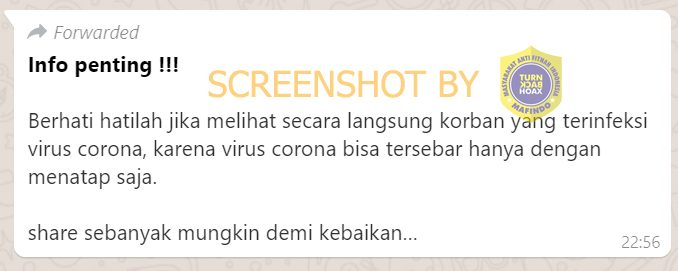 Forwarded
Info penting !!!
SCREENSHOT BY
MASYARAKAT ANTI FITNAH INDONESIA
TURN
BACK
HOAX
MAFINDO
Berhati hatilah jika melihat secara langsung korban yang terinfeksi
virus corona, karena virus corona bisa tersebar hanya dengan
menatap saja.
share sebanyak mungkin demi kebaikan...
22:56